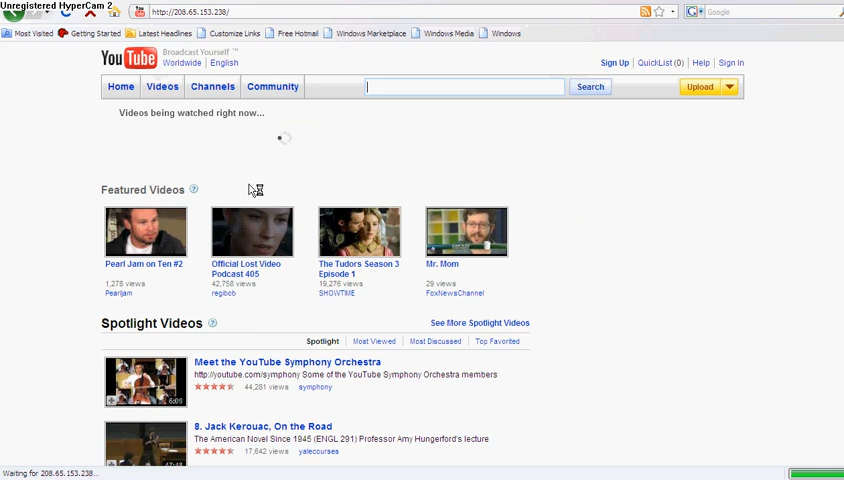 Unregistered HyperCam 2
http://208.65.153.238/
Google
Most Visited Getting Started Latest Headlines Customize Links Free Hotmail Windows Marketplace Windows Media Windows
YouTube Broadcast Yourself ™
Worldwide English
Sign Up QuickList (0) Help Sign In
Home Videos Channels Community Search Upload
Videos being watched right now...
Featured Videos ?
Pearl Jam on Ten #2
1,278 views
Pearljam
Official Lost Video
Podcast 405
42,758 views
regibob
The Tudors Season 3
Episode 1
19,276 views
SHOWTIME
Mr. Mom
29 views
FoxNewsChannel
Spotlight Videos ?
See More Spotlight Videos
Spotlight Most Viewed Most Discussed Top Favorited
Meet the YouTube Symphony Orchestra
http://youtube.com/symphony Some of the YouTube Symphony Orchestra members
44,281 views symphony
6:09
8. Jack Kerouac, On the Road
The American Novel Since 1945 (ENGL 291) Professor Amy Hungerford's lecture
17,642 views yalecourses
Waiting for 208.65.153.238...